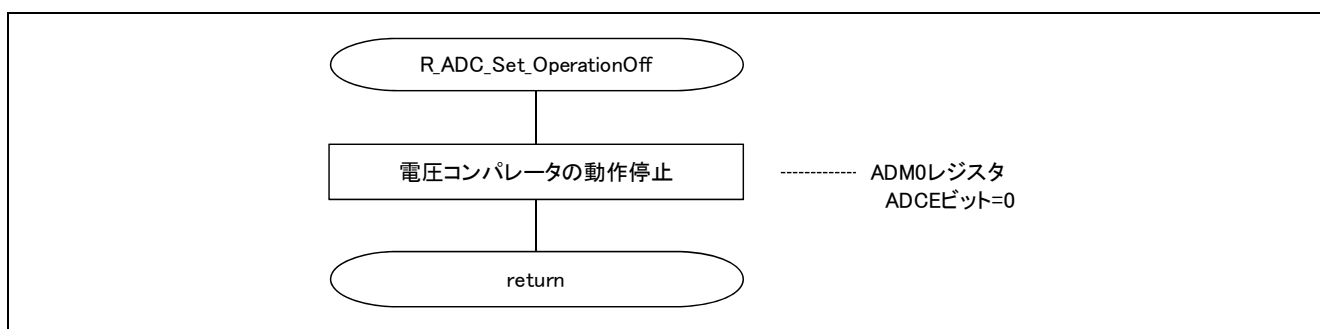 R_ADC_Set_OperationOff
電圧コンパレータの動作停止
ADM0レジスタ
ADCEビット=0
return